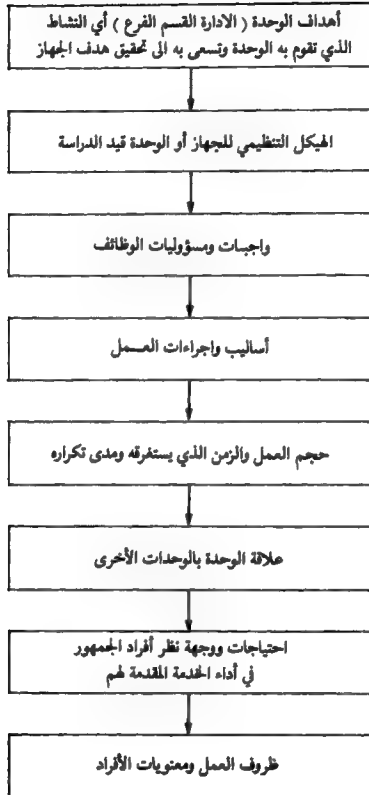 أهداف الوحدة ( الادارة القسم الفرع ) أي النشاط
الذي تقوم به الوحدة وتسعى به الى تحقيق هدف الجهاز
الهيكل التنظيمي للجهاز أو الوحدة قيد الدراسة
واجبات ومسؤوليات الوظائف
أساليب واجراءات العمل
حجم العمل والزمن الذي يستغرقه ومدى تكراره
علاقة الوحدة بالوحدات الأخرى
احتياجات ووجهة نظر أفراد الجمهور
في أداء الخدمة المقدمة لهم
ظروف العمل ومعنويات الأفراد